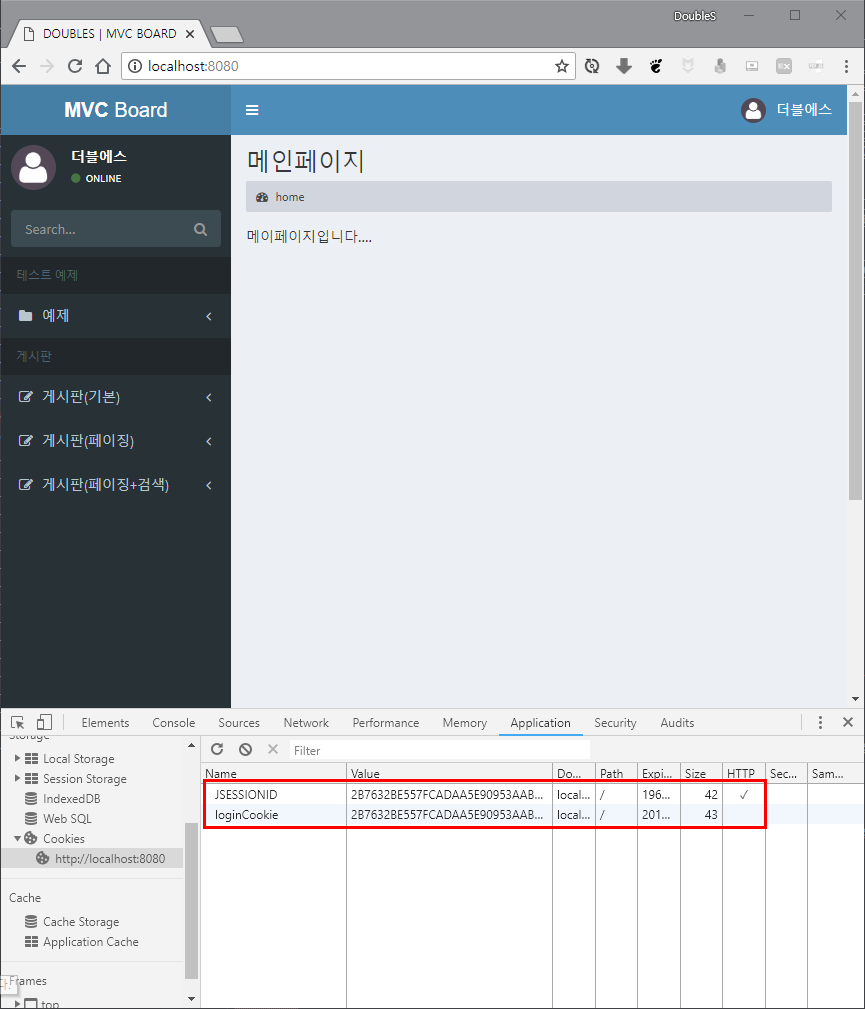 DoubleS
DOUBLES | MVC BOARD
localhost:8080
MVC Board
더블에스
더블에스
ONLINE
Search...
테스트 예제
예제
게시판
게시판(기본)
게시판(페이징)
게시판(페이징+검색)
메인페이지
home
메이페이지입니다....
Elements Console Sources Network Performance Memory Application Security Audits
Storage
Local Storage
Session Storage
IndexedDB
Web SQL
Cookies
http://localhost:8080
Cache
Cache Storage
Application Cache
Frames
top
Filter
Name Value Do... Path Expi... Size HTTP Sec... Sam...
JSESSIONID 2B7632BE557FCADAA5E90953AAB... local... / 196... 42 ✓
loginCookie 2B7632BE557FCADAA5E90953AAB... local... / 201... 43